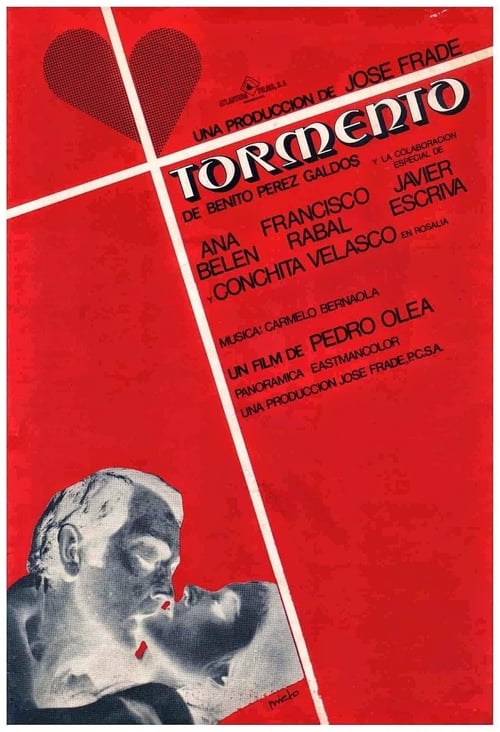 ATLANTIDA FILMS, S.A.
UNA PRODUCCION DE JOSE FRADE
TORMENTO
DE BENITO PEREZ GALDOS
Y LA COLABORACION
ESPECIAL DE
ANA
BELEN
FRANCISCO
RABAL
JAVIER
ESCRIVA
Y CONCHITA VELASCO EN ROSALIA
MUSICA: CARMELO BERNAOLA
UN FILM DE PEDRO OLEA
PANORAMICA EASTMANCOLOR
UNA PRODUCCION JOSE FRADE, P.C.S.A.